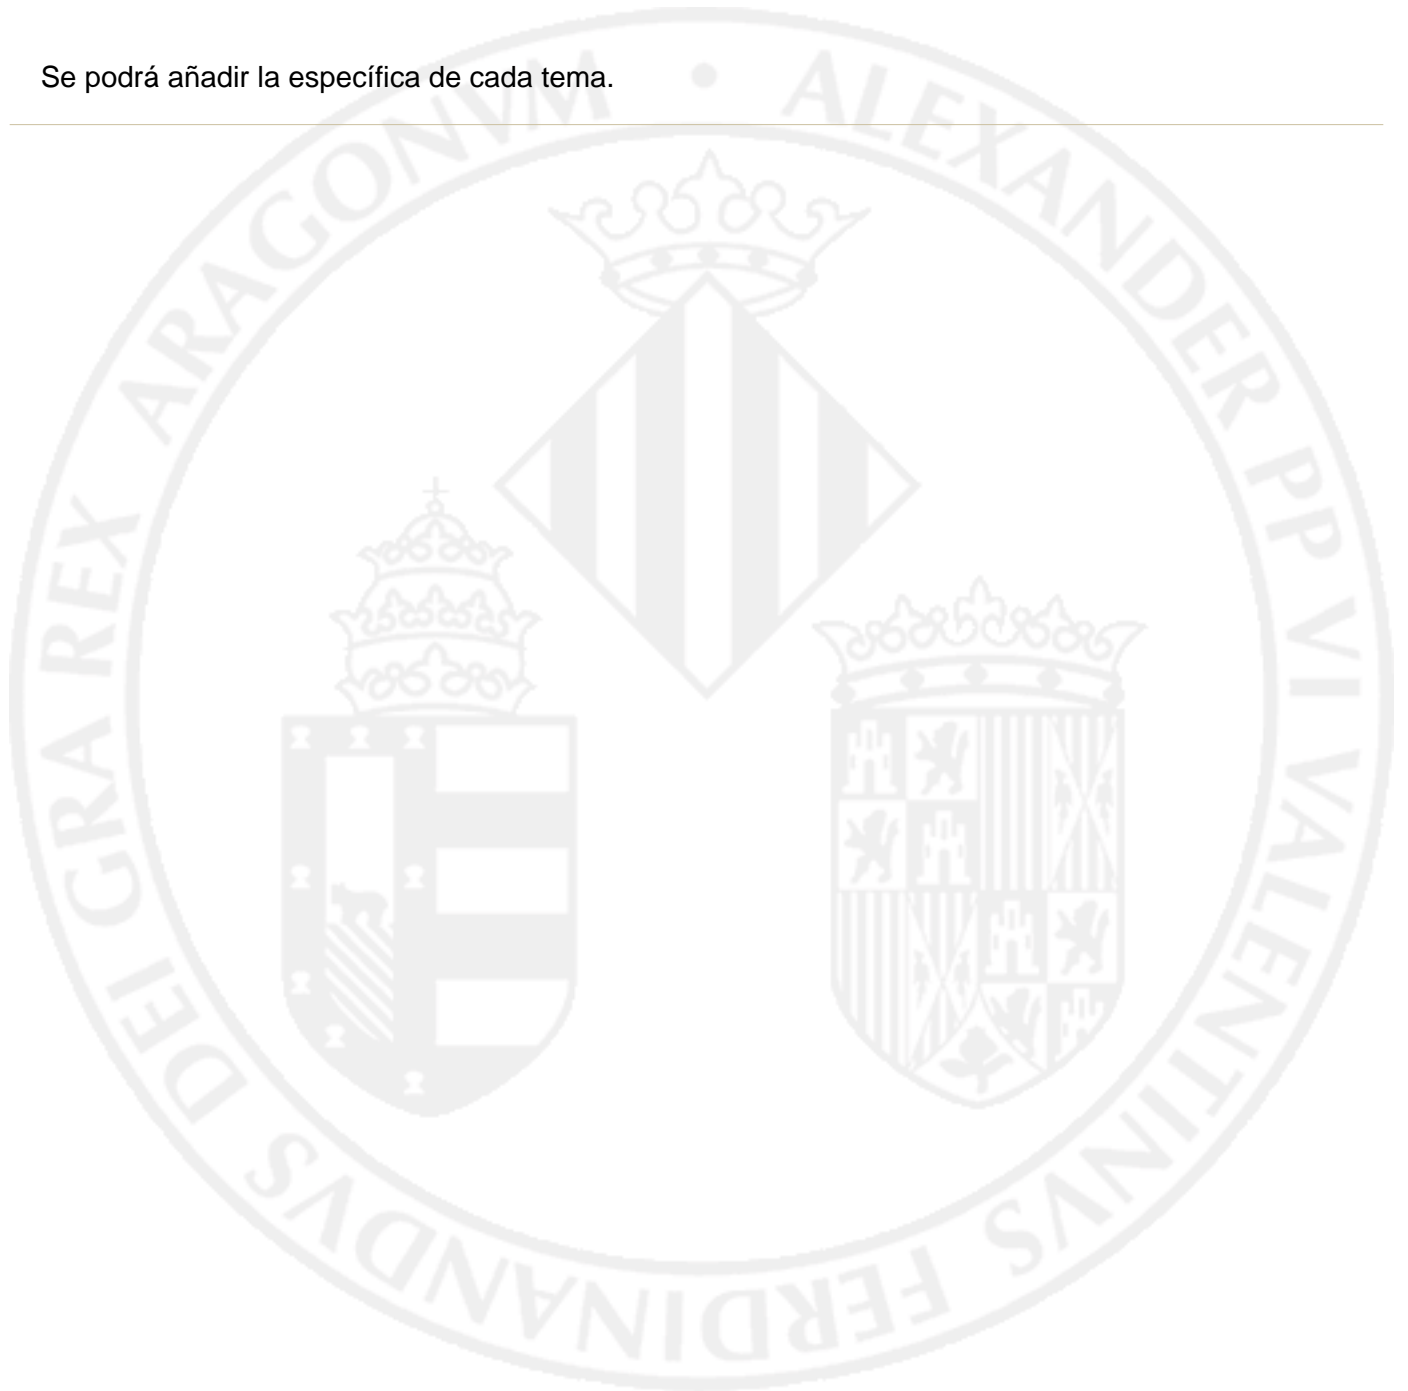 Se podrá añadir la específica de cada tema.
ALEXANDER PP VI VALENTINVS FERDINANDVS DEI GRA REX ARAGONVM